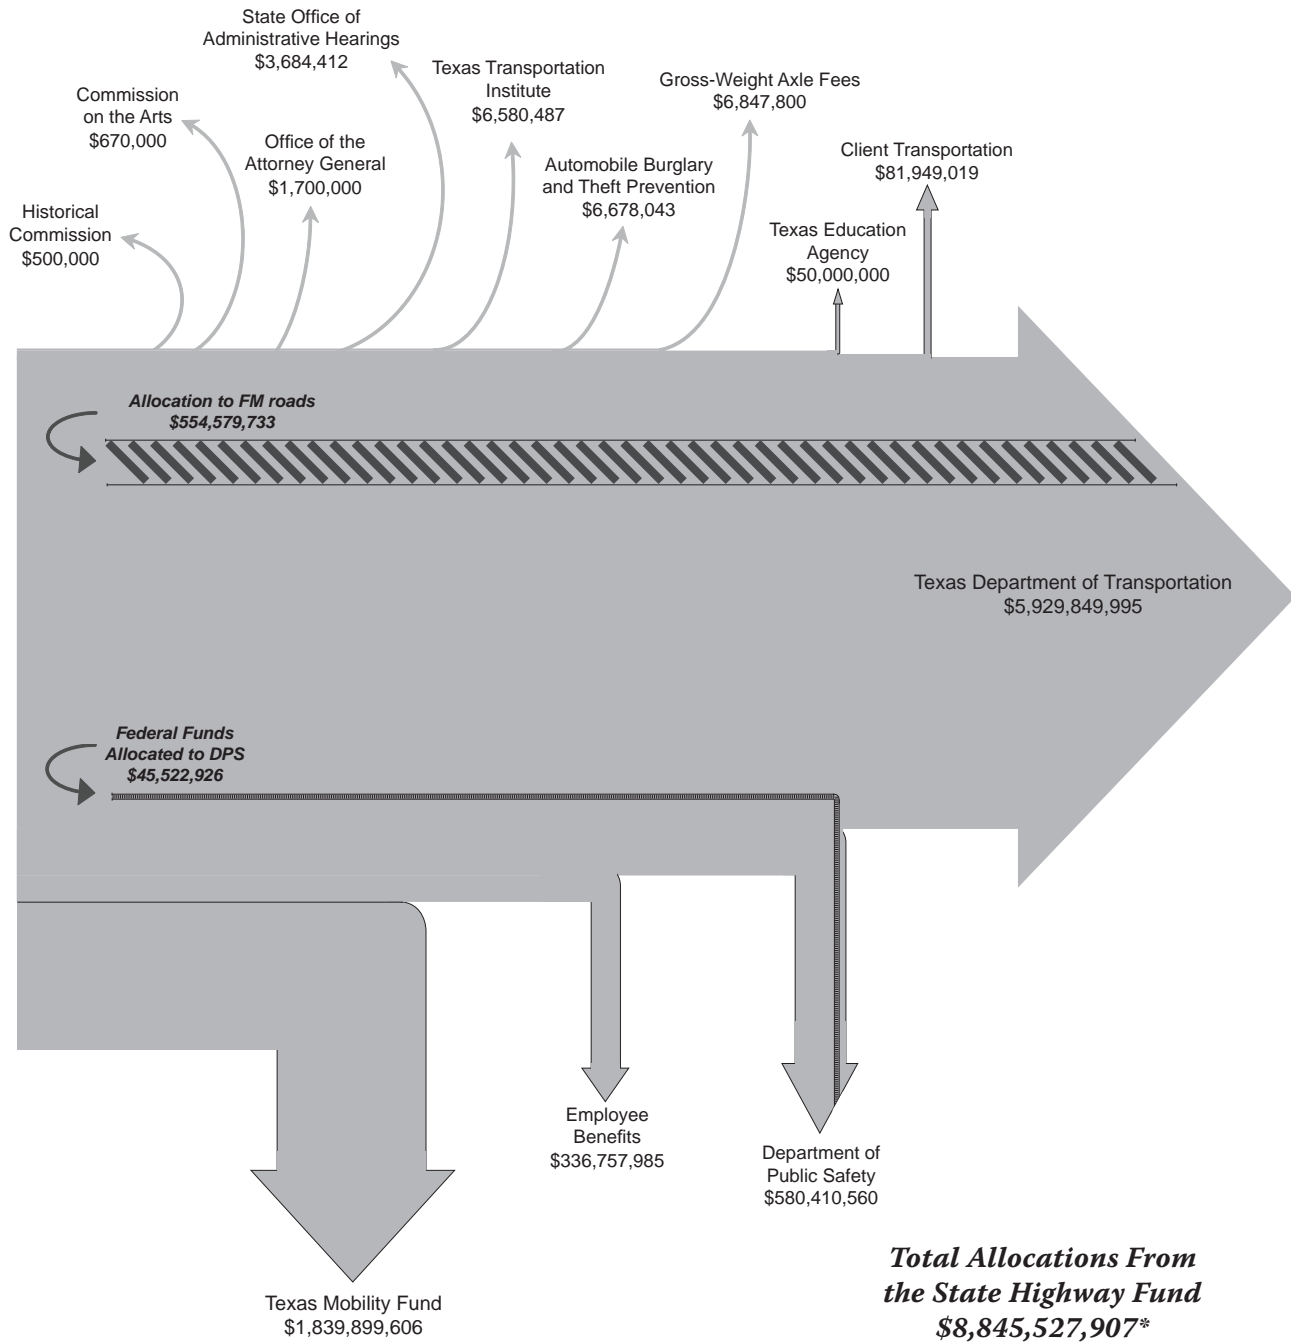 State Office of
Administrative Hearings
$3,684,412
Texas Transportation
Institute
$6,580,487
Gross-Weight Axle Fees
$6,847,800
Commission
on the Arts
$670,000
Office of the
Attorney General
$1,700,000
Automobile Burglary
and Theft Prevention
$6,678,043
Client Transportation
$81,949,019
Historical
Commission
$500,000
Texas Education
Agency
$50,000,000
Allocation to FM roads
$554,579,733
Texas Department of Transportation
$5,929,849,995
Federal Funds
Allocated to DPS
$45,522,926
Employee
Benefits
$336,757,985
Department of
Public Safety
$580,410,560
Texas Mobility Fund
$1,839,899,606
Total Allocations From
the State Highway Fund
$8,845,527,907*